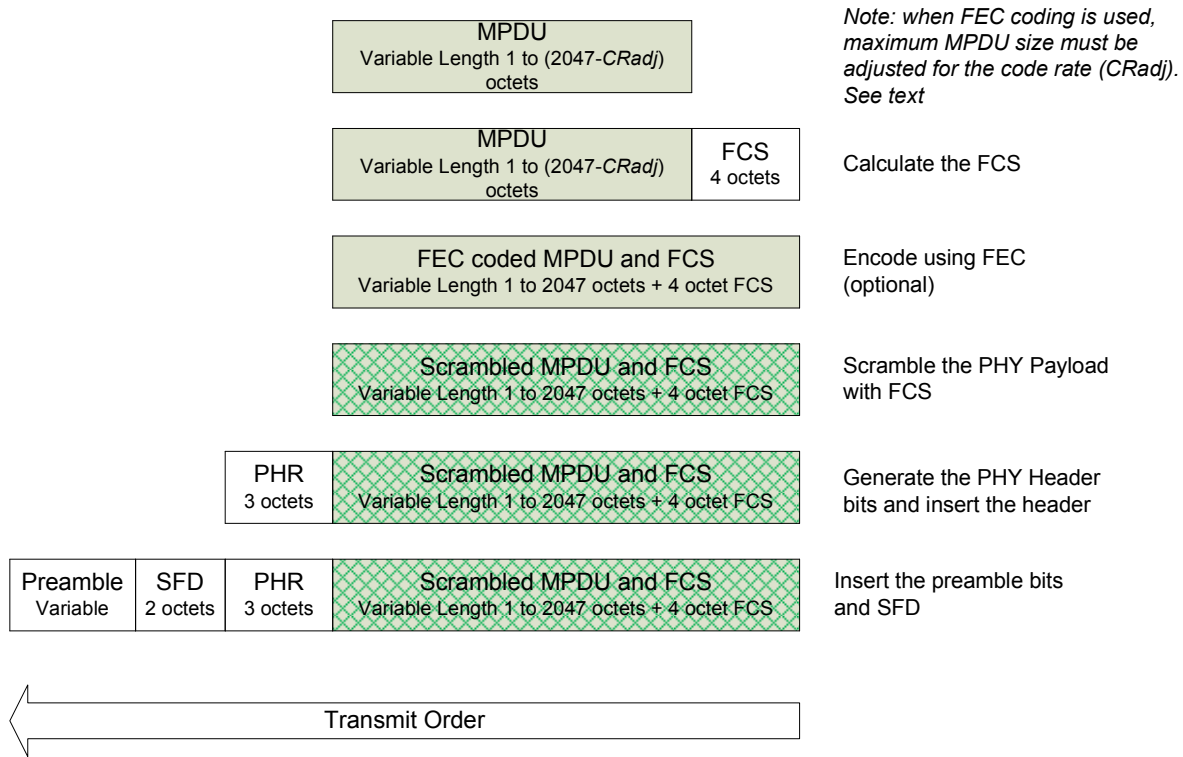 MPDU
Variable Length 1 to (2047-CRadj)
octets
Note: when FEC coding is used,
maximum MPDU size must be
adjusted for the code rate (CRadj).
See text
MPDU
Variable Length 1 to (2047-CRadj)
octets
FCS
4 octets
Calculate the FCS
FEC coded MPDU and FCS
Variable Length 1 to 2047 octets + 4 octet FCS
Encode using FEC
(optional)
Scrambled MPDU and FCS
Variable Length 1 to 2047 octets + 4 octet FCS
Scramble the PHY Payload
with FCS
PHR
3 octets
Scrambled MPDU and FCS
Variable Length 1 to 2047 octets + 4 octet FCS
Generate the PHY Header
bits and insert the header
Preamble
Variable
SFD
2 octets
PHR
3 octets
Scrambled MPDU and FCS
Variable Length 1 to 2047 octets + 4 octet FCS
Insert the preamble bits
and SFD
Transmit Order